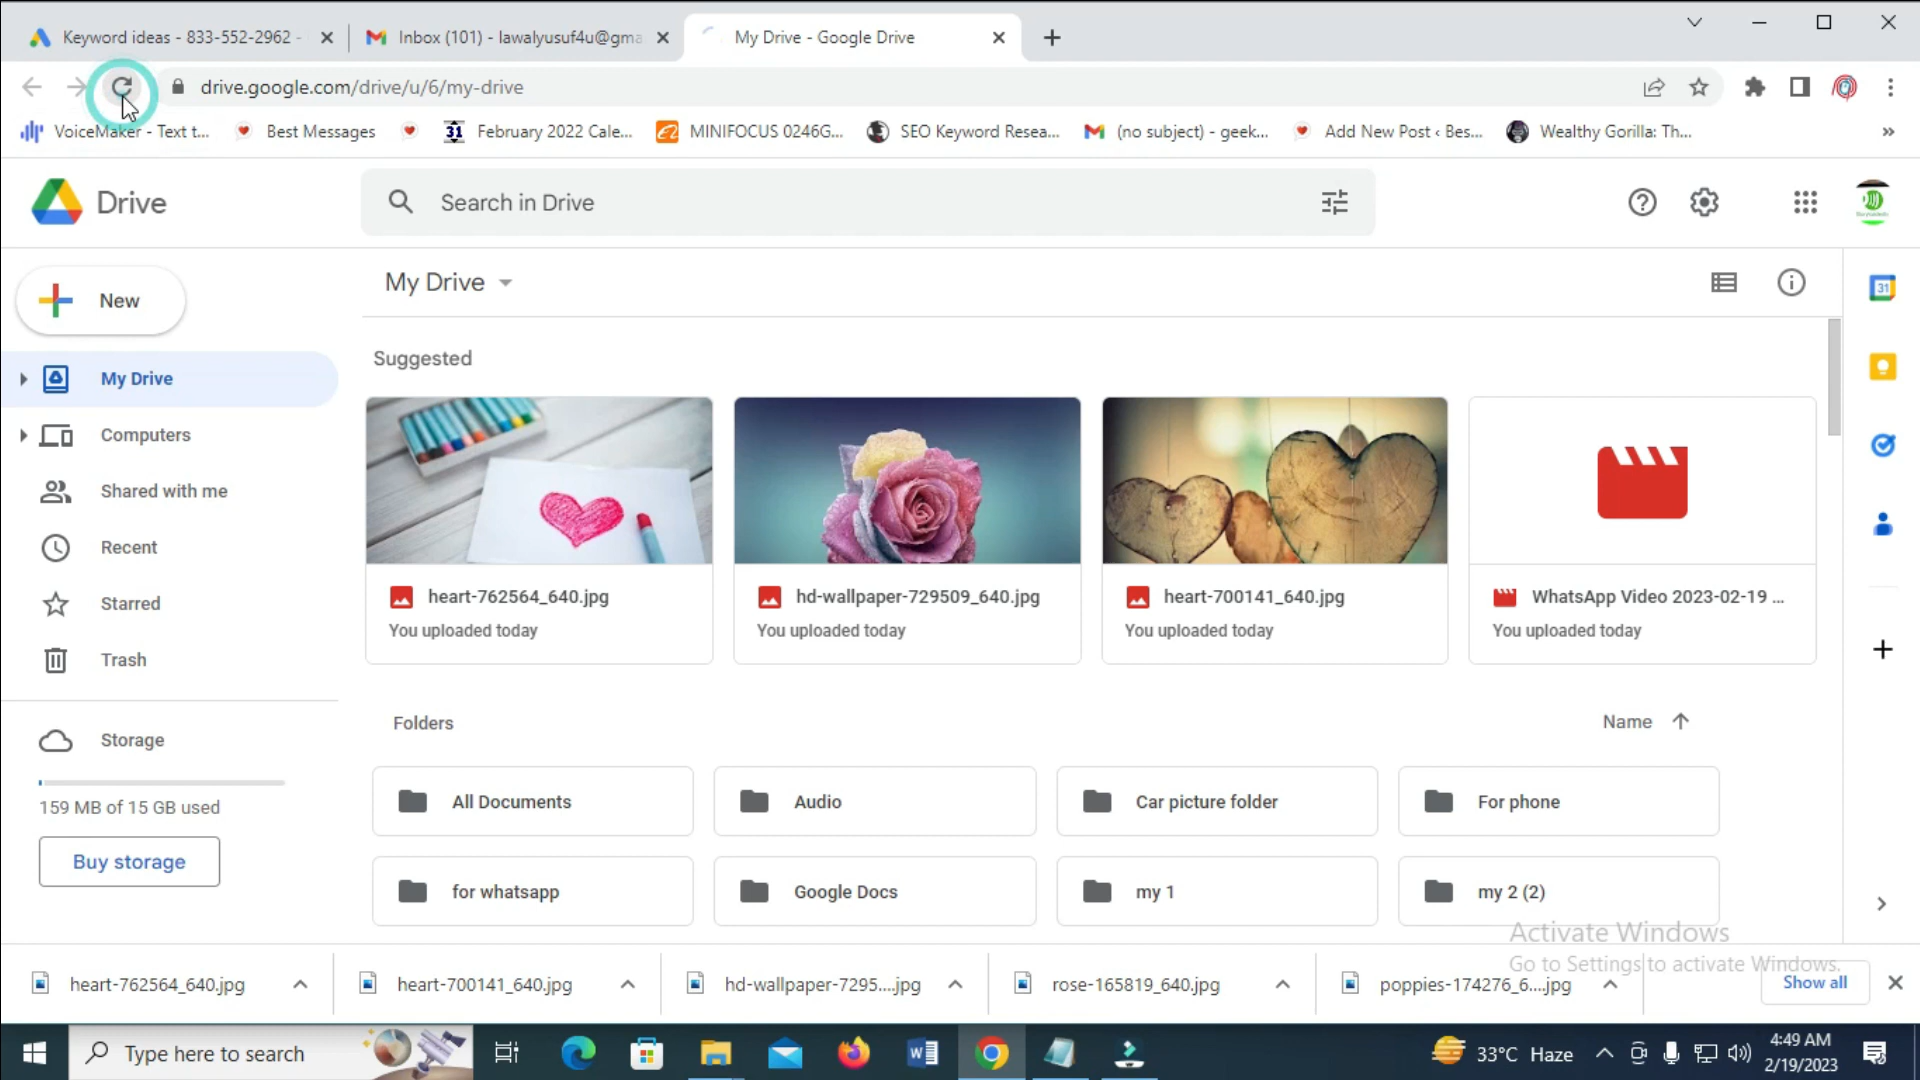 Keyword ideas - 833-552-2962 -
Inbox (101) - lawalyusuf4u@gma
My Drive - Google Drive
drive.google.com/drive/u/6/my-drive
VoiceMaker - Text t...
Best Messages
31
February 2022 Cale...
MINIFOCUS 0246G...
SEO Keyword Resea...
(no subject) - geek...
Add New Post ‹ Bes...
Wealthy Gorilla: Th...
»
Drive
Search in Drive
New
My Drive
31
Suggested
My Drive
Computers
Shared with me
Recent
Starred
Trash
Storage
159 MB of 15 GB used
Buy storage
heart-762564_640.jpg
You uploaded today
hd-wallpaper-729509_640.jpg
You uploaded today
heart-700141_640.jpg
You uploaded today
WhatsApp Video 2023-02-19 ...
You uploaded today
Folders
Name
All Documents
Audio
Car picture folder
For phone
for whatsapp
Google Docs
my 1
my 2 (2)
Activate Windows
Go to Settings to activate Windows.
heart-762564_640.jpg
heart-700141_640.jpg
hd-wallpaper-7295....jpg
rose-165819_640.jpg
poppies-174276_6....jpg
Show all
Type here to search
33°C Haze
4:49 AM
2/19/2023